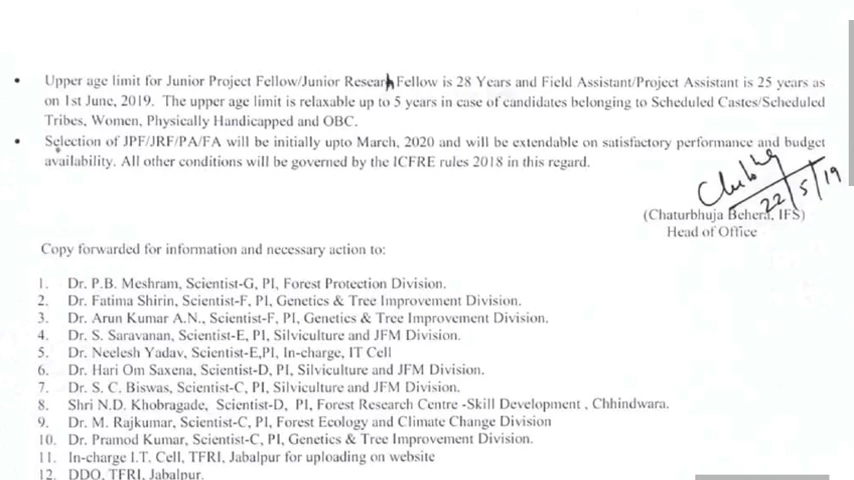 • Upper age limit for Junior Project Fellow/Junior Research Fellow is 28 Years and Field Assistant/Project Assistant is 25 years as
on 1st June, 2019. The upper age limit is relaxable up to 5 years in case of candidates belonging to Scheduled Castes/Scheduled
Tribes, Women, Physically Handicapped and OBC.
• Selection of JPF/JRF/PA/FA will be initially upto March, 2020 and will be extendable on satisfactory performance and budget
availability. All other conditions will be governed by the ICFRE rules 2018 in this regard.
22/5/19
(Chaturbhuja Behera, IFS)
Head of Office
Copy forwarded for information and necessary action to:
1. Dr. P.B. Meshram, Scientist-G, PI, Forest Protection Division.
2. Dr. Fatima Shirin, Scientist-F, PI, Genetics & Tree Improvement Division.
3. Dr. Arun Kumar A.N., Scientist-F, PI, Genetics & Tree Improvement Division.
4. Dr. S. Saravanan, Scientist-E, PI, Silviculture and JFM Division.
5. Dr. Neelesh Yadav, Scientist-E,PI, In-charge, IT Cell
6. Dr. Hari Om Saxena, Scientist-D, PI, Silviculture and JFM Division.
7. Dr. S. C. Biswas, Scientist-C, PI, Silviculture and JFM Division.
8. Shri N.D. Khobragade, Scientist-D, PI, Forest Research Centre -Skill Development , Chhindwara.
9. Dr. M. Rajkumar, Scientist-C, PI, Forest Ecology and Climate Change Division
10. Dr. Pramod Kumar, Scientist-C, PI, Genetics & Tree Improvement Division.
11. In-charge I.T. Cell, TFRI, Jabalpur for uploading on website
12. DDO, TFRI, Jabalpur.